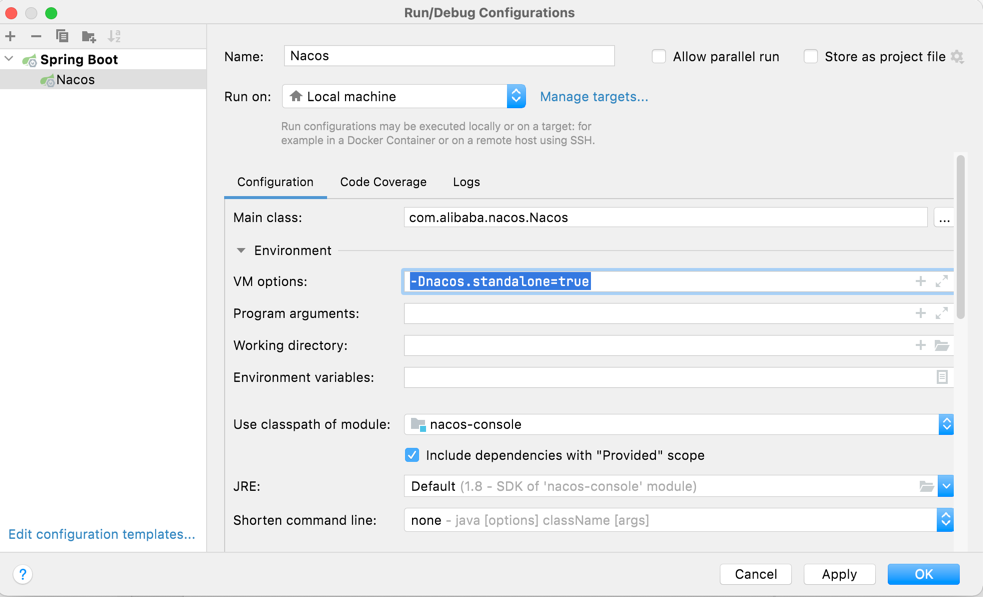 Run/Debug Configurations
Spring Boot
Nacos
Edit configuration templates...
Name: Nacos Allow parallel run Store as project file
Run on: Local machine Manage targets...
Run configurations may be executed locally or on a target: for
example in a Docker Container or on a remote host using SSH.
Configuration Code Coverage Logs
Main class: com.alibaba.nacos.Nacos ...
Environment
VM options: -Dnacos.standalone=true
Program arguments:
Working directory:
Environment variables:
Use classpath of module: nacos-console
Include dependencies with "Provided" scope
JRE: Default (1.8 - SDK of 'nacos-console' module)
Shorten command line: none - java [options] className [args]
? Cancel Apply OK